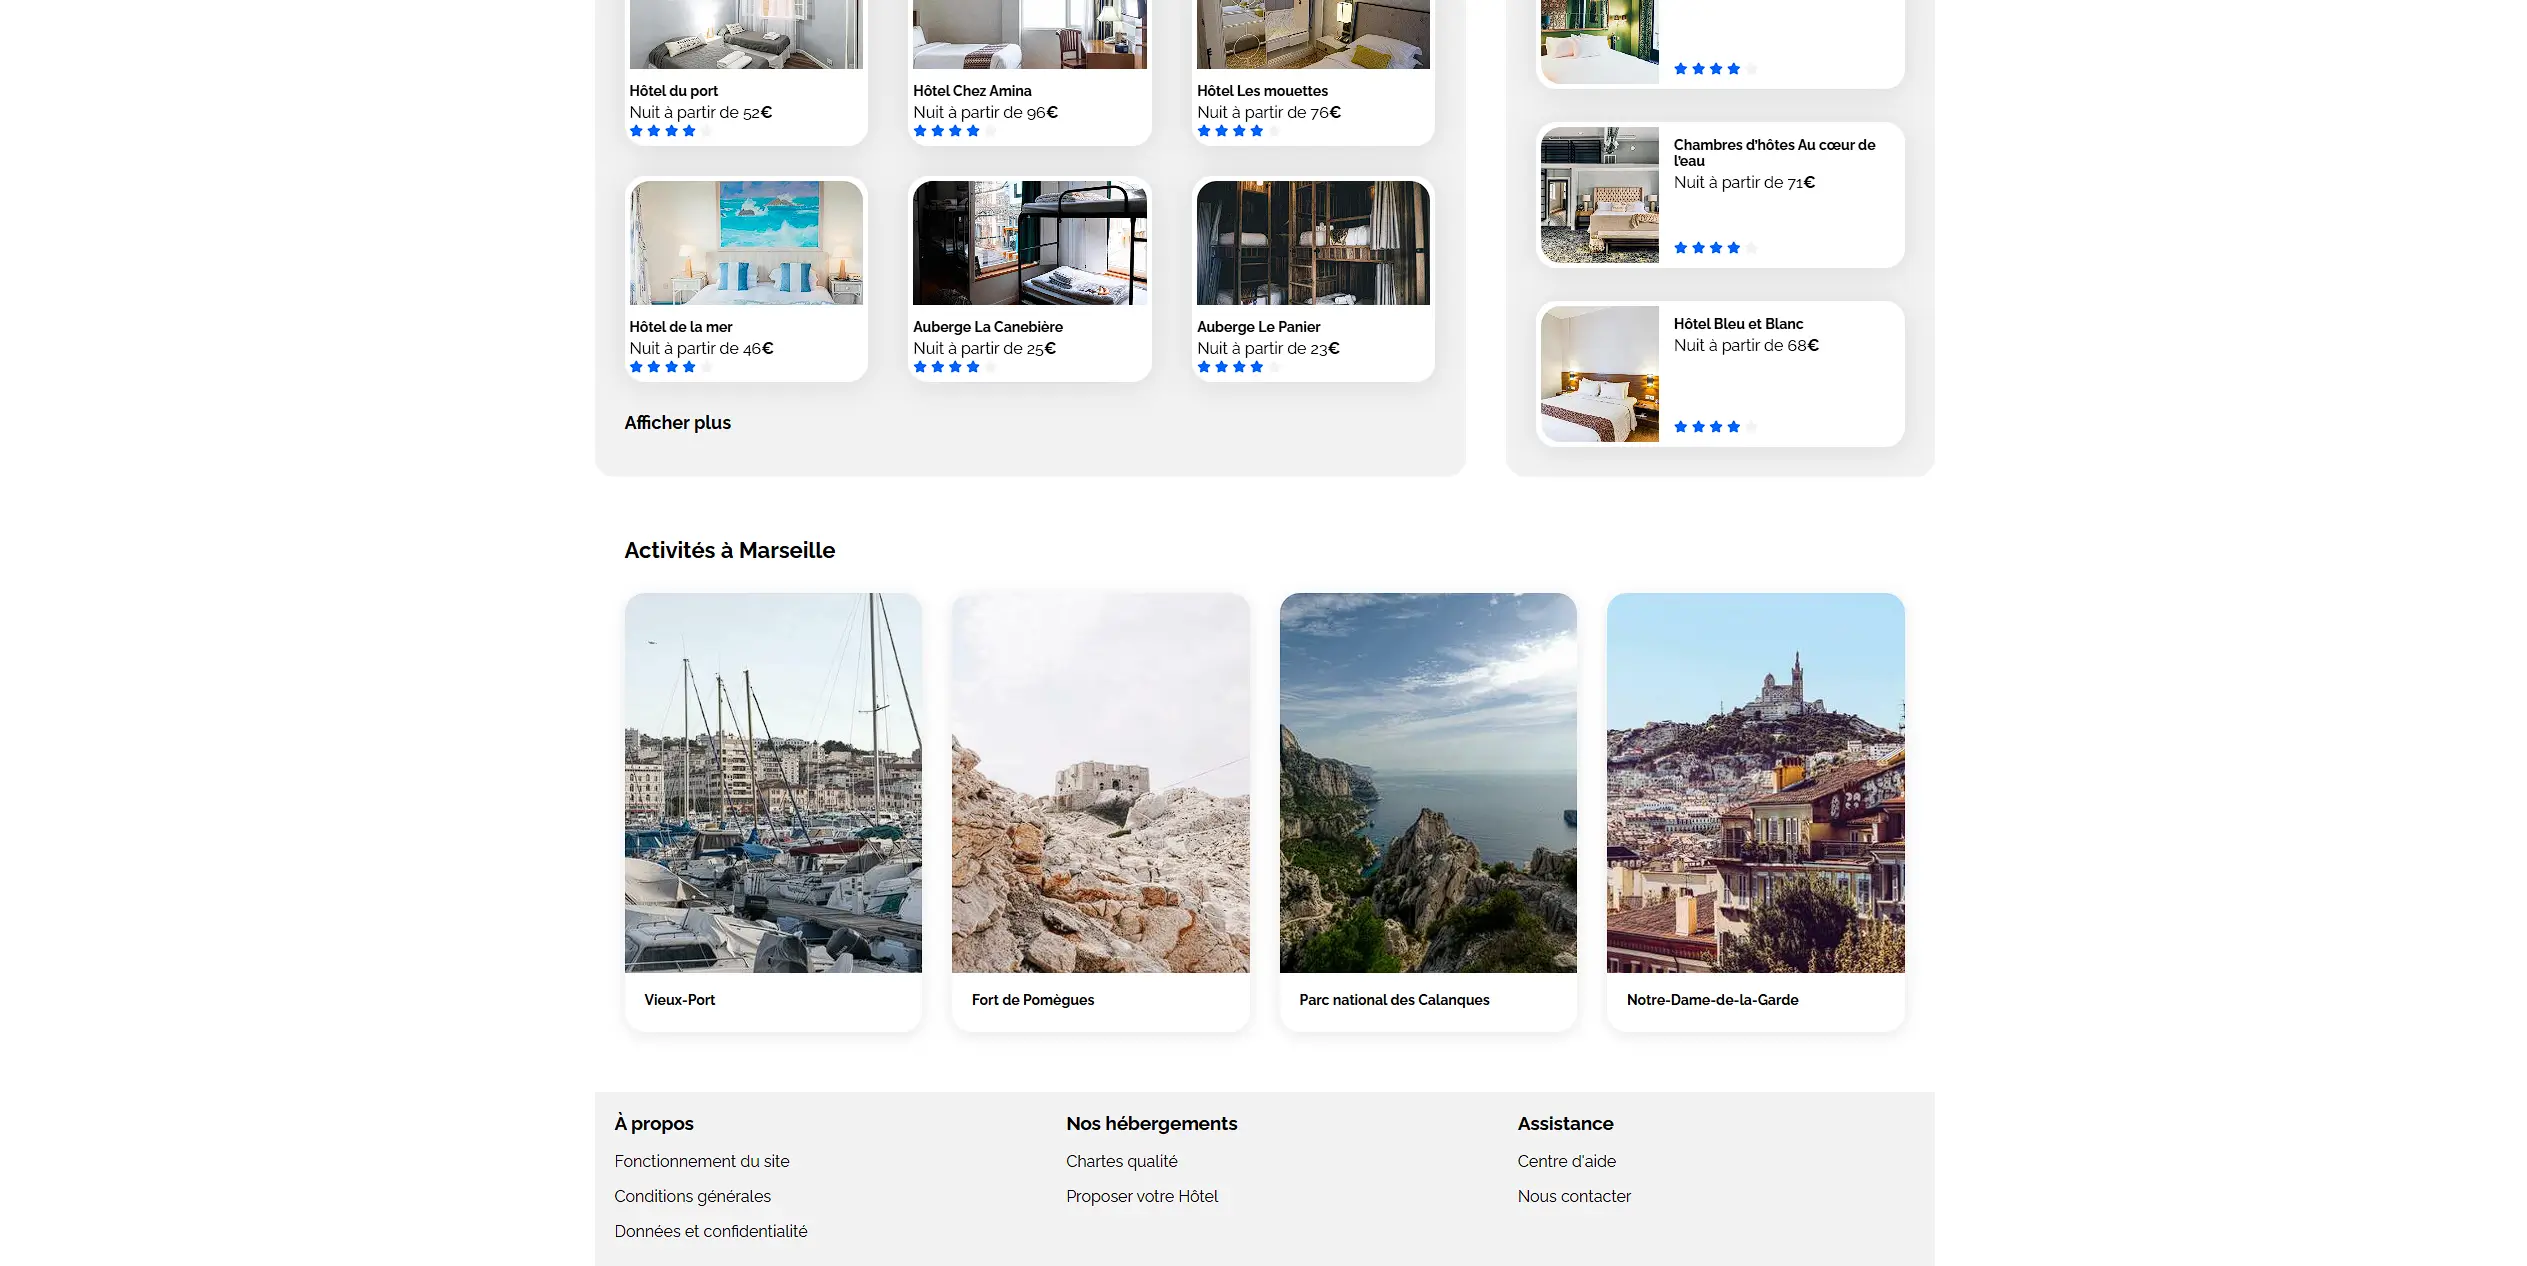 Hôtel du port
Nuit à partir de 52€
Hôtel Chez Amina
Nuit à partir de 96€
Hôtel Les mouettes
Nuit à partir de 76€
Hôtel de la mer
Nuit à partir de 46€
Auberge La Canebière
Nuit à partir de 25€
Auberge Le Panier
Nuit à partir de 23€
Afficher plus
Chambres d'hôtes Au cœur de
l'eau
Nuit à partir de 71€
Hôtel Bleu et Blanc
Nuit à partir de 68€
Activités à Marseille
Vieux-Port
Fort de Pomègues
Parc national des Calanques
Notre-Dame-de-la-Garde
À propos
Fonctionnement du site
Conditions générales
Données et confidentialité
Nos hébergements
Chartes qualité
Proposer votre Hôtel
Assistance
Centre d'aide
Nous contacter